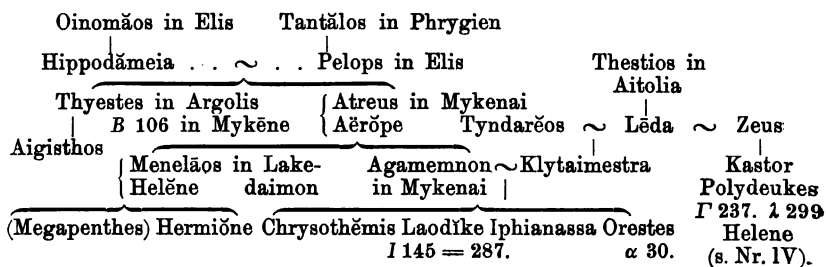 Oinomăos in Elis Tantălos in Phrygien
Hippodămeia . . ~ . . Pelops in Elis Thestios in
Aitolia
Thyestes in Argolis Atreus in Mykenai
B 106 in Mykēne Aërŏpe Tyndarĕos ~ Lēda ~ Zeus
Aigisthos
Menelāos in Lake- Agamemnon ~ Klytaimestra Kastor
Helĕne daimon in Mykenai Polydeukes
Γ 237. λ 299
(Megapenthes) Hermiŏne Chrysothĕmis Laodĭke Iphianassa Orestes Helene
I 145 = 287. α 30. (s. Nr. IV).